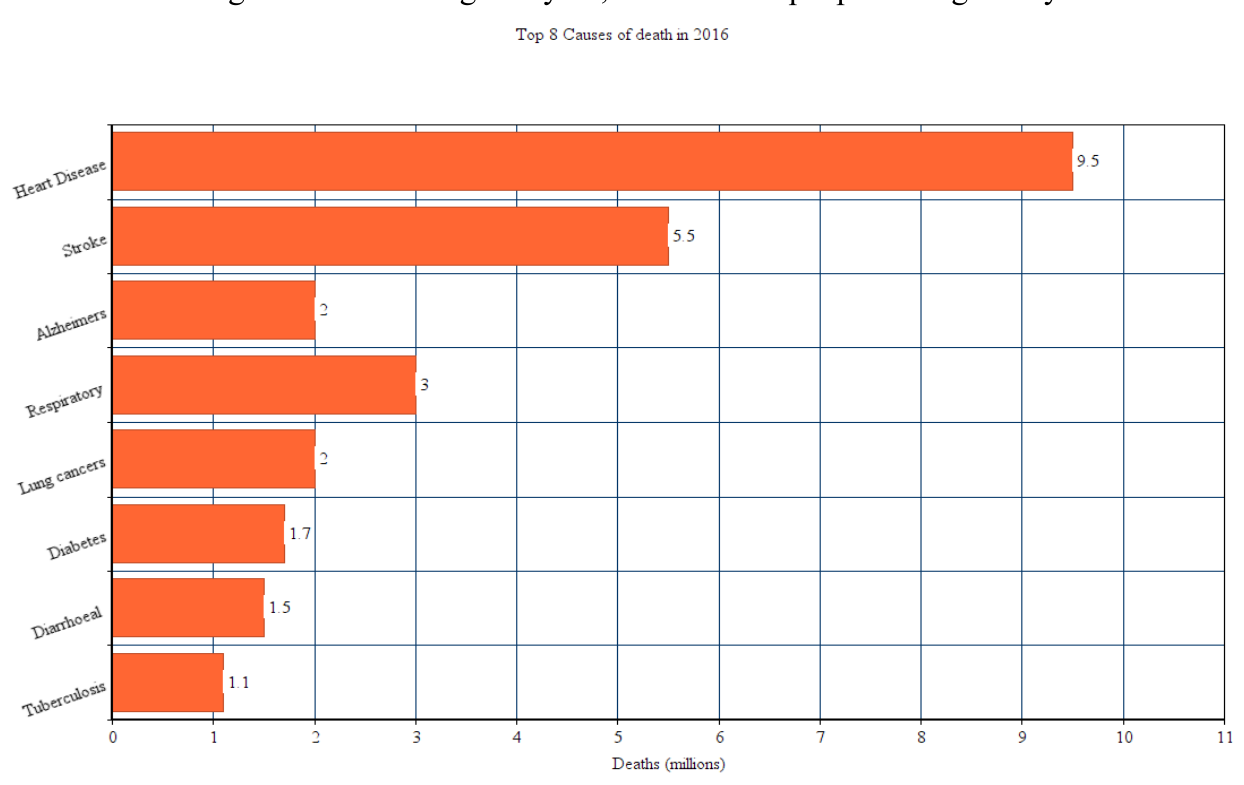 Top 8 Causes of death in 2016
Heart Disease
9.5
Stroke
5.5
Alzheimers
2
Respiratory
3
Lung cancers
2
Diabetes
1.7
Diarrhoeal
1.5
Tuberculosis
1.1
0 1 2 3 4 5 6 7 8 9 10 11
Deaths (millions)